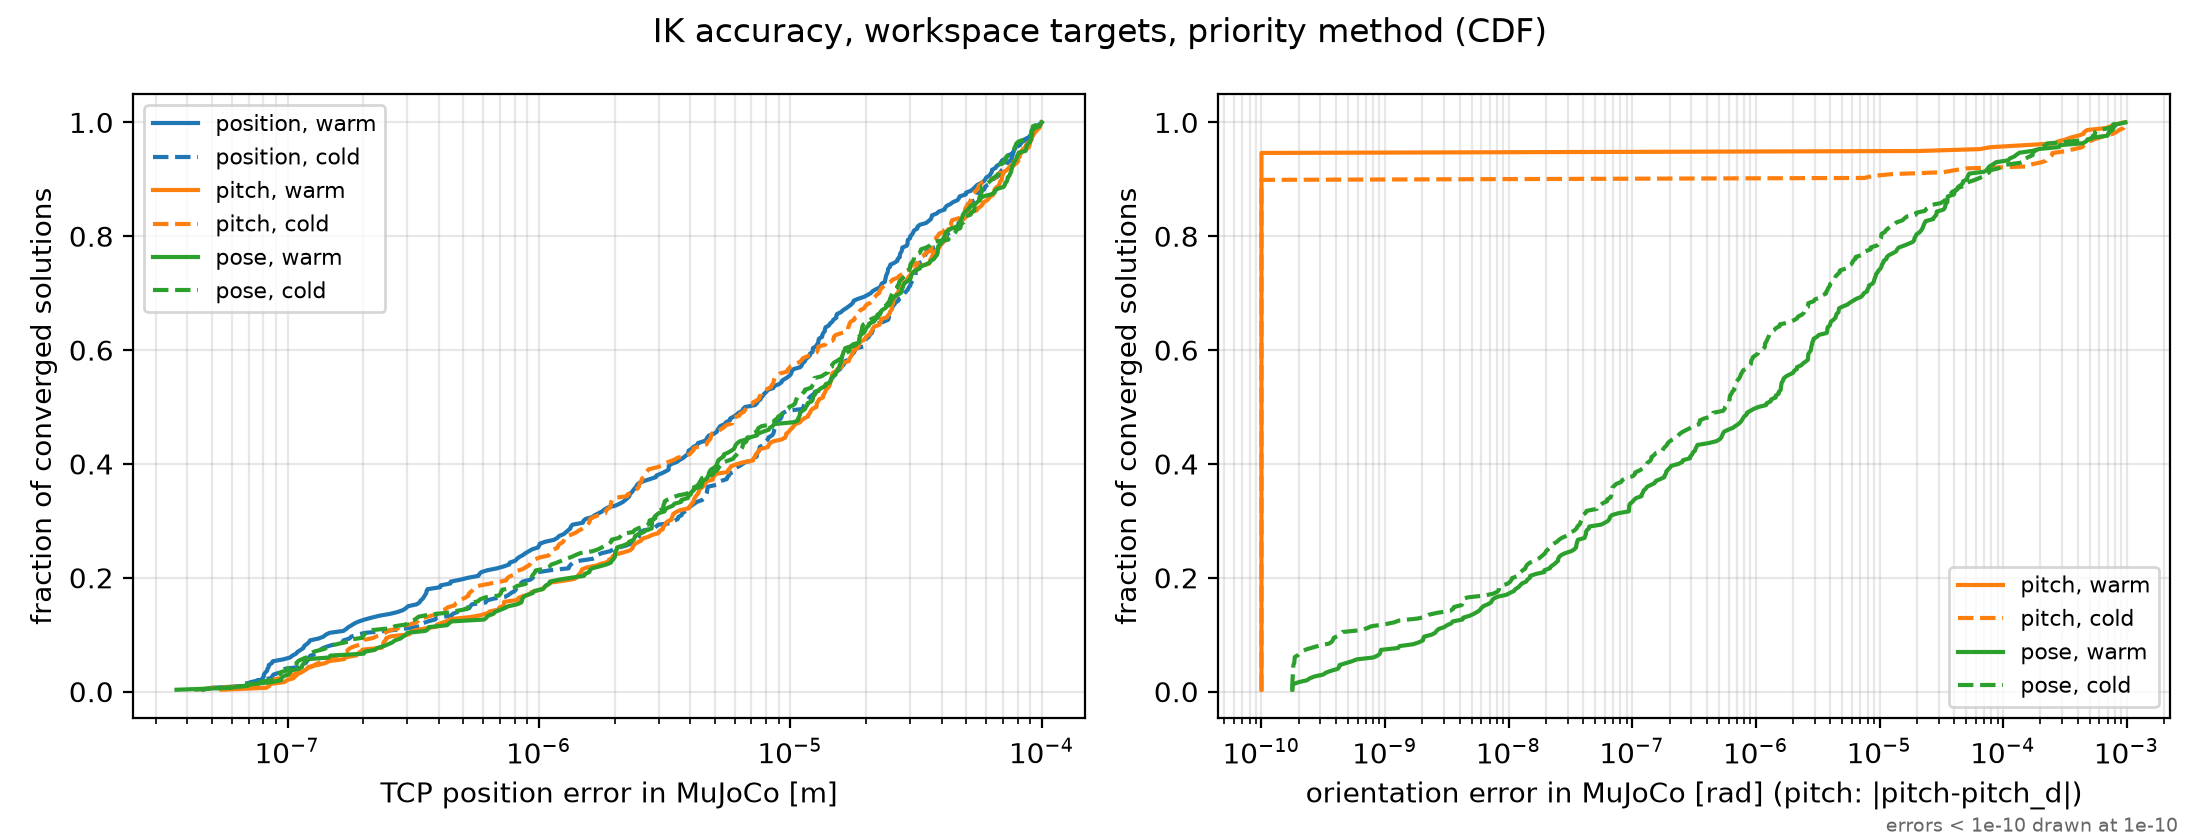 IK accuracy, workspace targets, priority method (CDF)
fraction of converged solutions
1.0
0.8
0.6
0.4
0.2
0.0
position, warm
position, cold
pitch, warm
pitch, cold
pose, warm
pose, cold
10⁻⁷ 10⁻⁶ 10⁻⁵ 10⁻⁴
TCP position error in MuJoCo [m]
fraction of converged solutions
1.0
0.8
0.6
0.4
0.2
0.0
pitch, warm
pitch, cold
pose, warm
pose, cold
10⁻¹⁰ 10⁻⁹ 10⁻⁸ 10⁻⁷ 10⁻⁶ 10⁻⁵ 10⁻⁴ 10⁻³
orientation error in MuJoCo [rad] (pitch: |pitch-pitch_d|)
errors < 1e-10 drawn at 1e-10